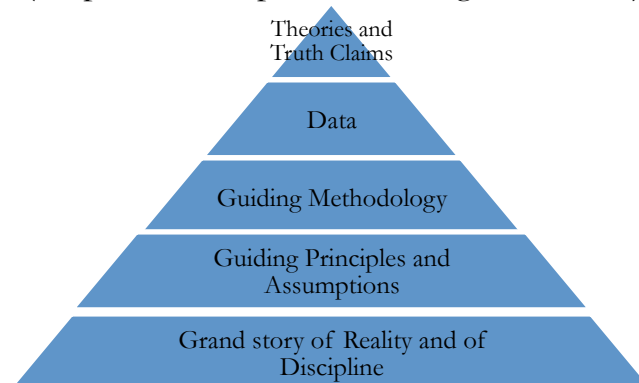 Theories and
Truth Claims
Data
Guiding Methodology
Guiding Principles and
Assumptions
Grand story of Reality and of
Discipline